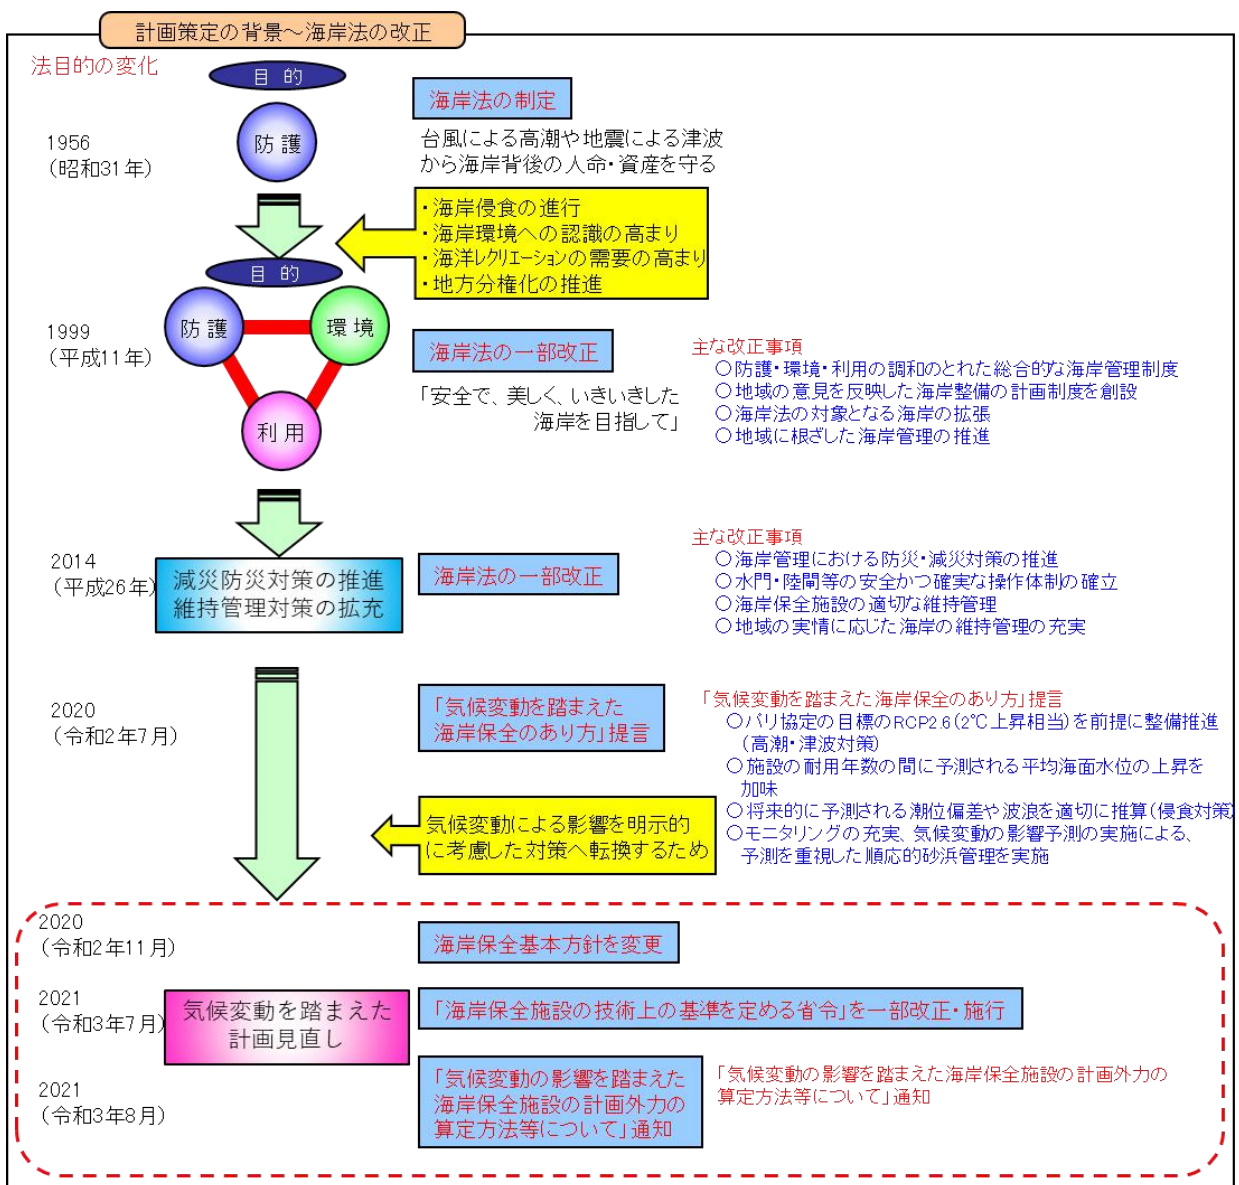 計画策定の背景～海岸法の改正
法目的の変化
目 的
1956
(昭和31年)
防 護
海岸法の制定
台風による高潮や地震による津波
から海岸背後の人命・資産を守る
・海岸侵食の進行
・海岸環境への認識の高まり
・海洋レクリエーションの需要の高まり
・地方分権化の推進
目 的
防 護
環 境
利 用
1999
(平成11年)
海岸法の一部改正
「安全で、美しく、いきいきした
海岸を目指して」
主な改正事項
○防護・環境・利用の調和のとれた総合的な海岸管理制度
○地域の意見を反映した海岸整備の計画制度を創設
○海岸法の対象となる海岸の拡張
○地域に根ざした海岸管理の推進
2014
(平成26年)
減災防災対策の推進
維持管理対策の拡充
海岸法の一部改正
主な改正事項
○海岸管理における防災・減災対策の推進
○水門・陸閘等の安全かつ確実な操作体制の確立
○海岸保全施設の適切な維持管理
○地域の実情に応じた海岸の維持管理の充実
2020
(令和2年7月)
「気候変動を踏まえた
海岸保全のあり方」提言
「気候変動を踏まえた海岸保全のあり方」提言
○パリ協定の目標のRCP2.6(2℃上昇相当)を前提に整備推進
(高潮・津波対策)
○施設の耐用年数の間に予測される平均海面水位の上昇を
加味
○将来的に予測される潮位偏差や波浪を適切に推算(侵食対策)
○モニタリングの充実、気候変動の影響予測の実施による、
予測を重視した順応的砂浜管理を実施
気候変動による影響を明示的
に考慮した対策へ転換するため
2020
(令和2年11月)
海岸保全基本方針を変更
2021
(令和3年7月)
気候変動を踏まえた
計画見直し
「海岸保全施設の技術上の基準を定める省令」を一部改正・施行
2021
(令和3年8月)
「気候変動の影響を踏まえた
海岸保全施設の計画外力の
算定方法等について」通知
「気候変動の影響を踏まえた海岸保全施設の計画外力の
算定方法等について」通知